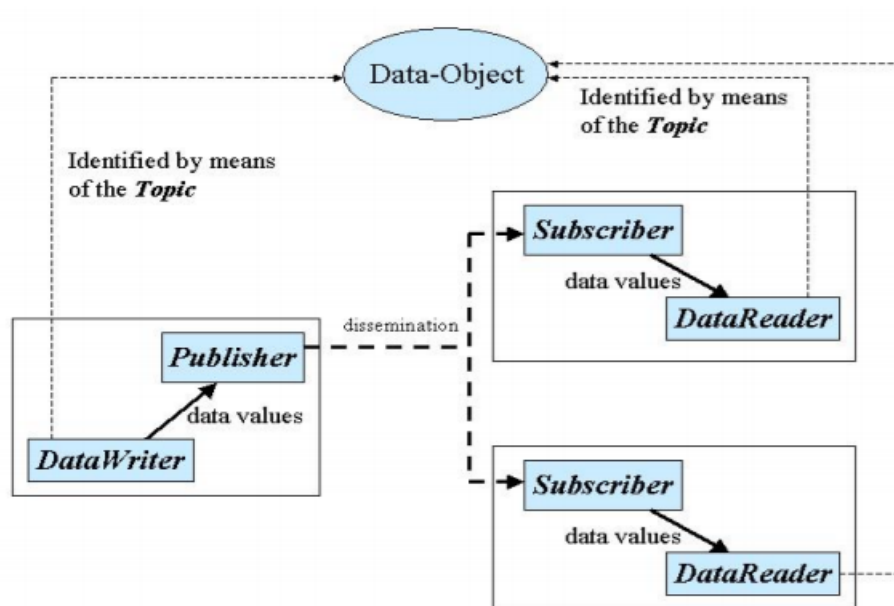 Data-Object
Identified by means
of the Topic
Identified by means
of the Topic
Subscriber
data values
DataReader
dissemination
Publisher
data values
DataWriter
Subscriber
data values
DataReader